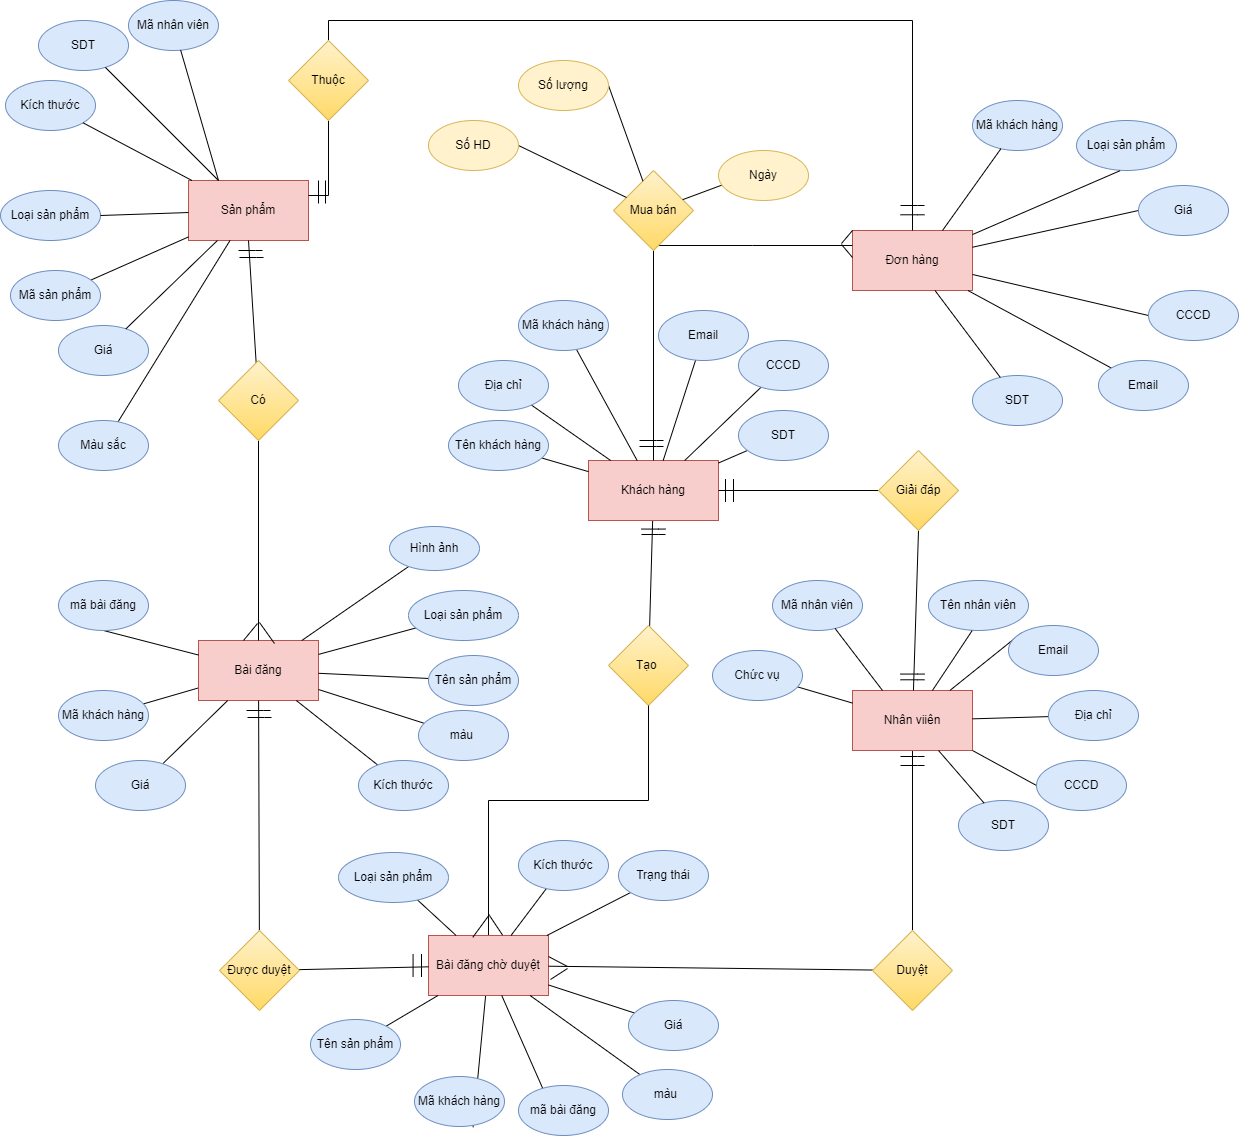 Mã nhân viên
SDT
Kích thước
Thuộc
Số lượng
Số HD
Ngày
Mã khách hàng
Loại sản phẩm
Giá
Sản phẩm
Mua bán
Loại sản phẩm
Đơn hàng
Mã sản phẩm
Giá
CCCD
Email
SDT
Mã khách hàng
Email
CCCD
Địa chỉ
Có
Màu sắc
Tên khách hàng
SDT
Khách hàng
Giải đáp
Hình ảnh
mã bài đăng
Loại sản phẩm
Mã nhân viên
Tên nhân viên
Email
Bài đăng
Tên sản phẩm
Tạo
Chức vụ
Mã khách hàng
màu
Nhân viiên
Địa chỉ
Giá
Kích thước
CCCD
SDT
Loại sản phẩm
Kích thước
Trạng thái
Được duyệt
Bài đăng chờ duyệt
Duyệt
Tên sản phẩm
Giá
Mã khách hàng
mã bài đăng
màu